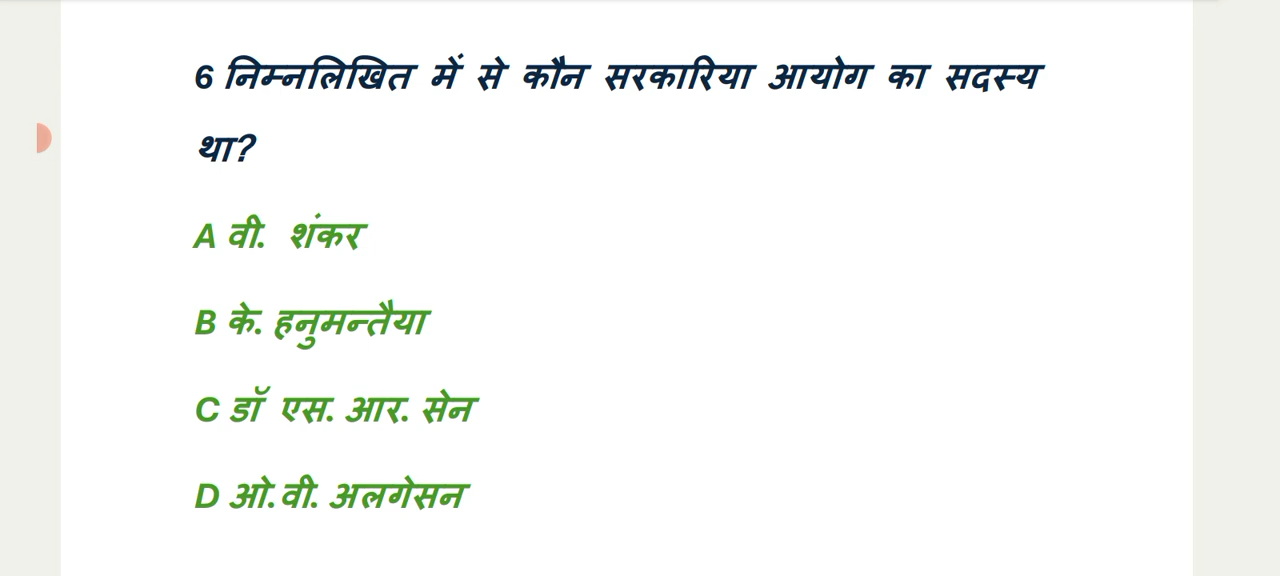 6 निम्नलिखित में से कौन सरकारिया आयोग का सदस्य
था?
A वी. शंकर
B के. हनुमन्तैया
C डॉ एस. आर. सेन
D ओ.वी. अलगेसन